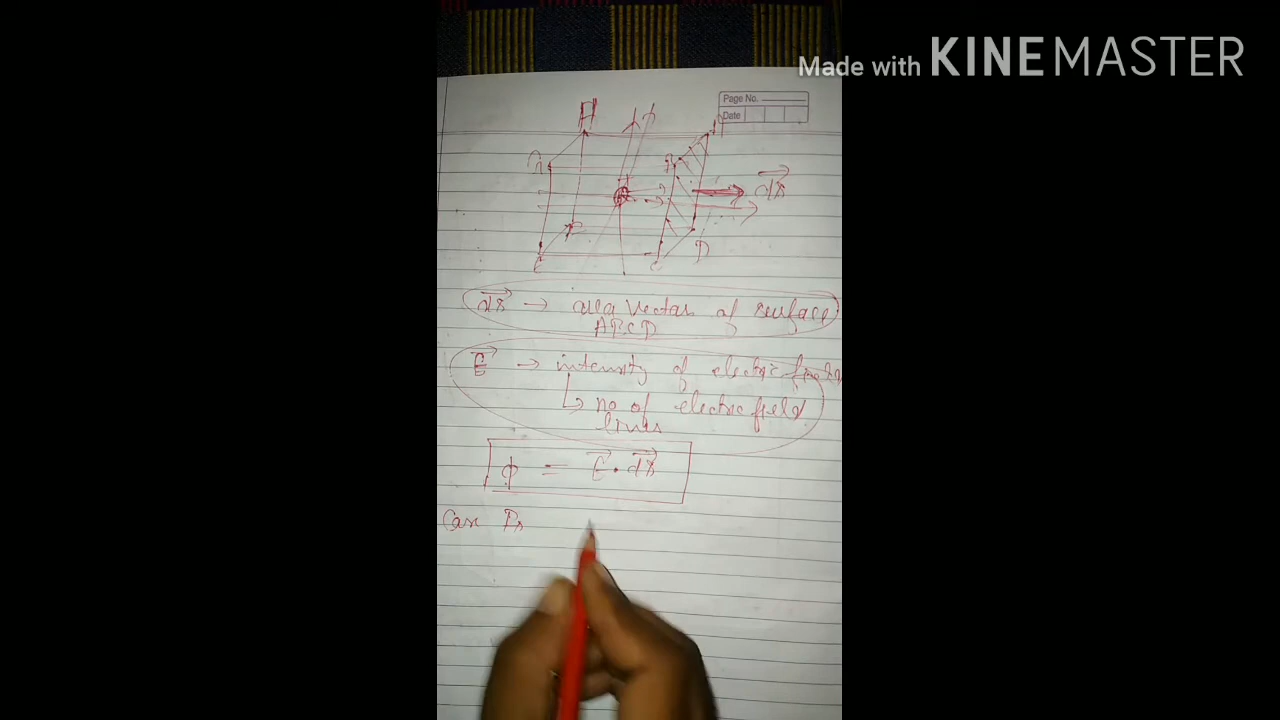 Made with KINEMASTER
Page No.
Date
H
A
B
ds
E
C
D
ds → area vector of surface
ABCD
E → intensity of electric field
↳ no of electric field
lines
ϕ = E . ds